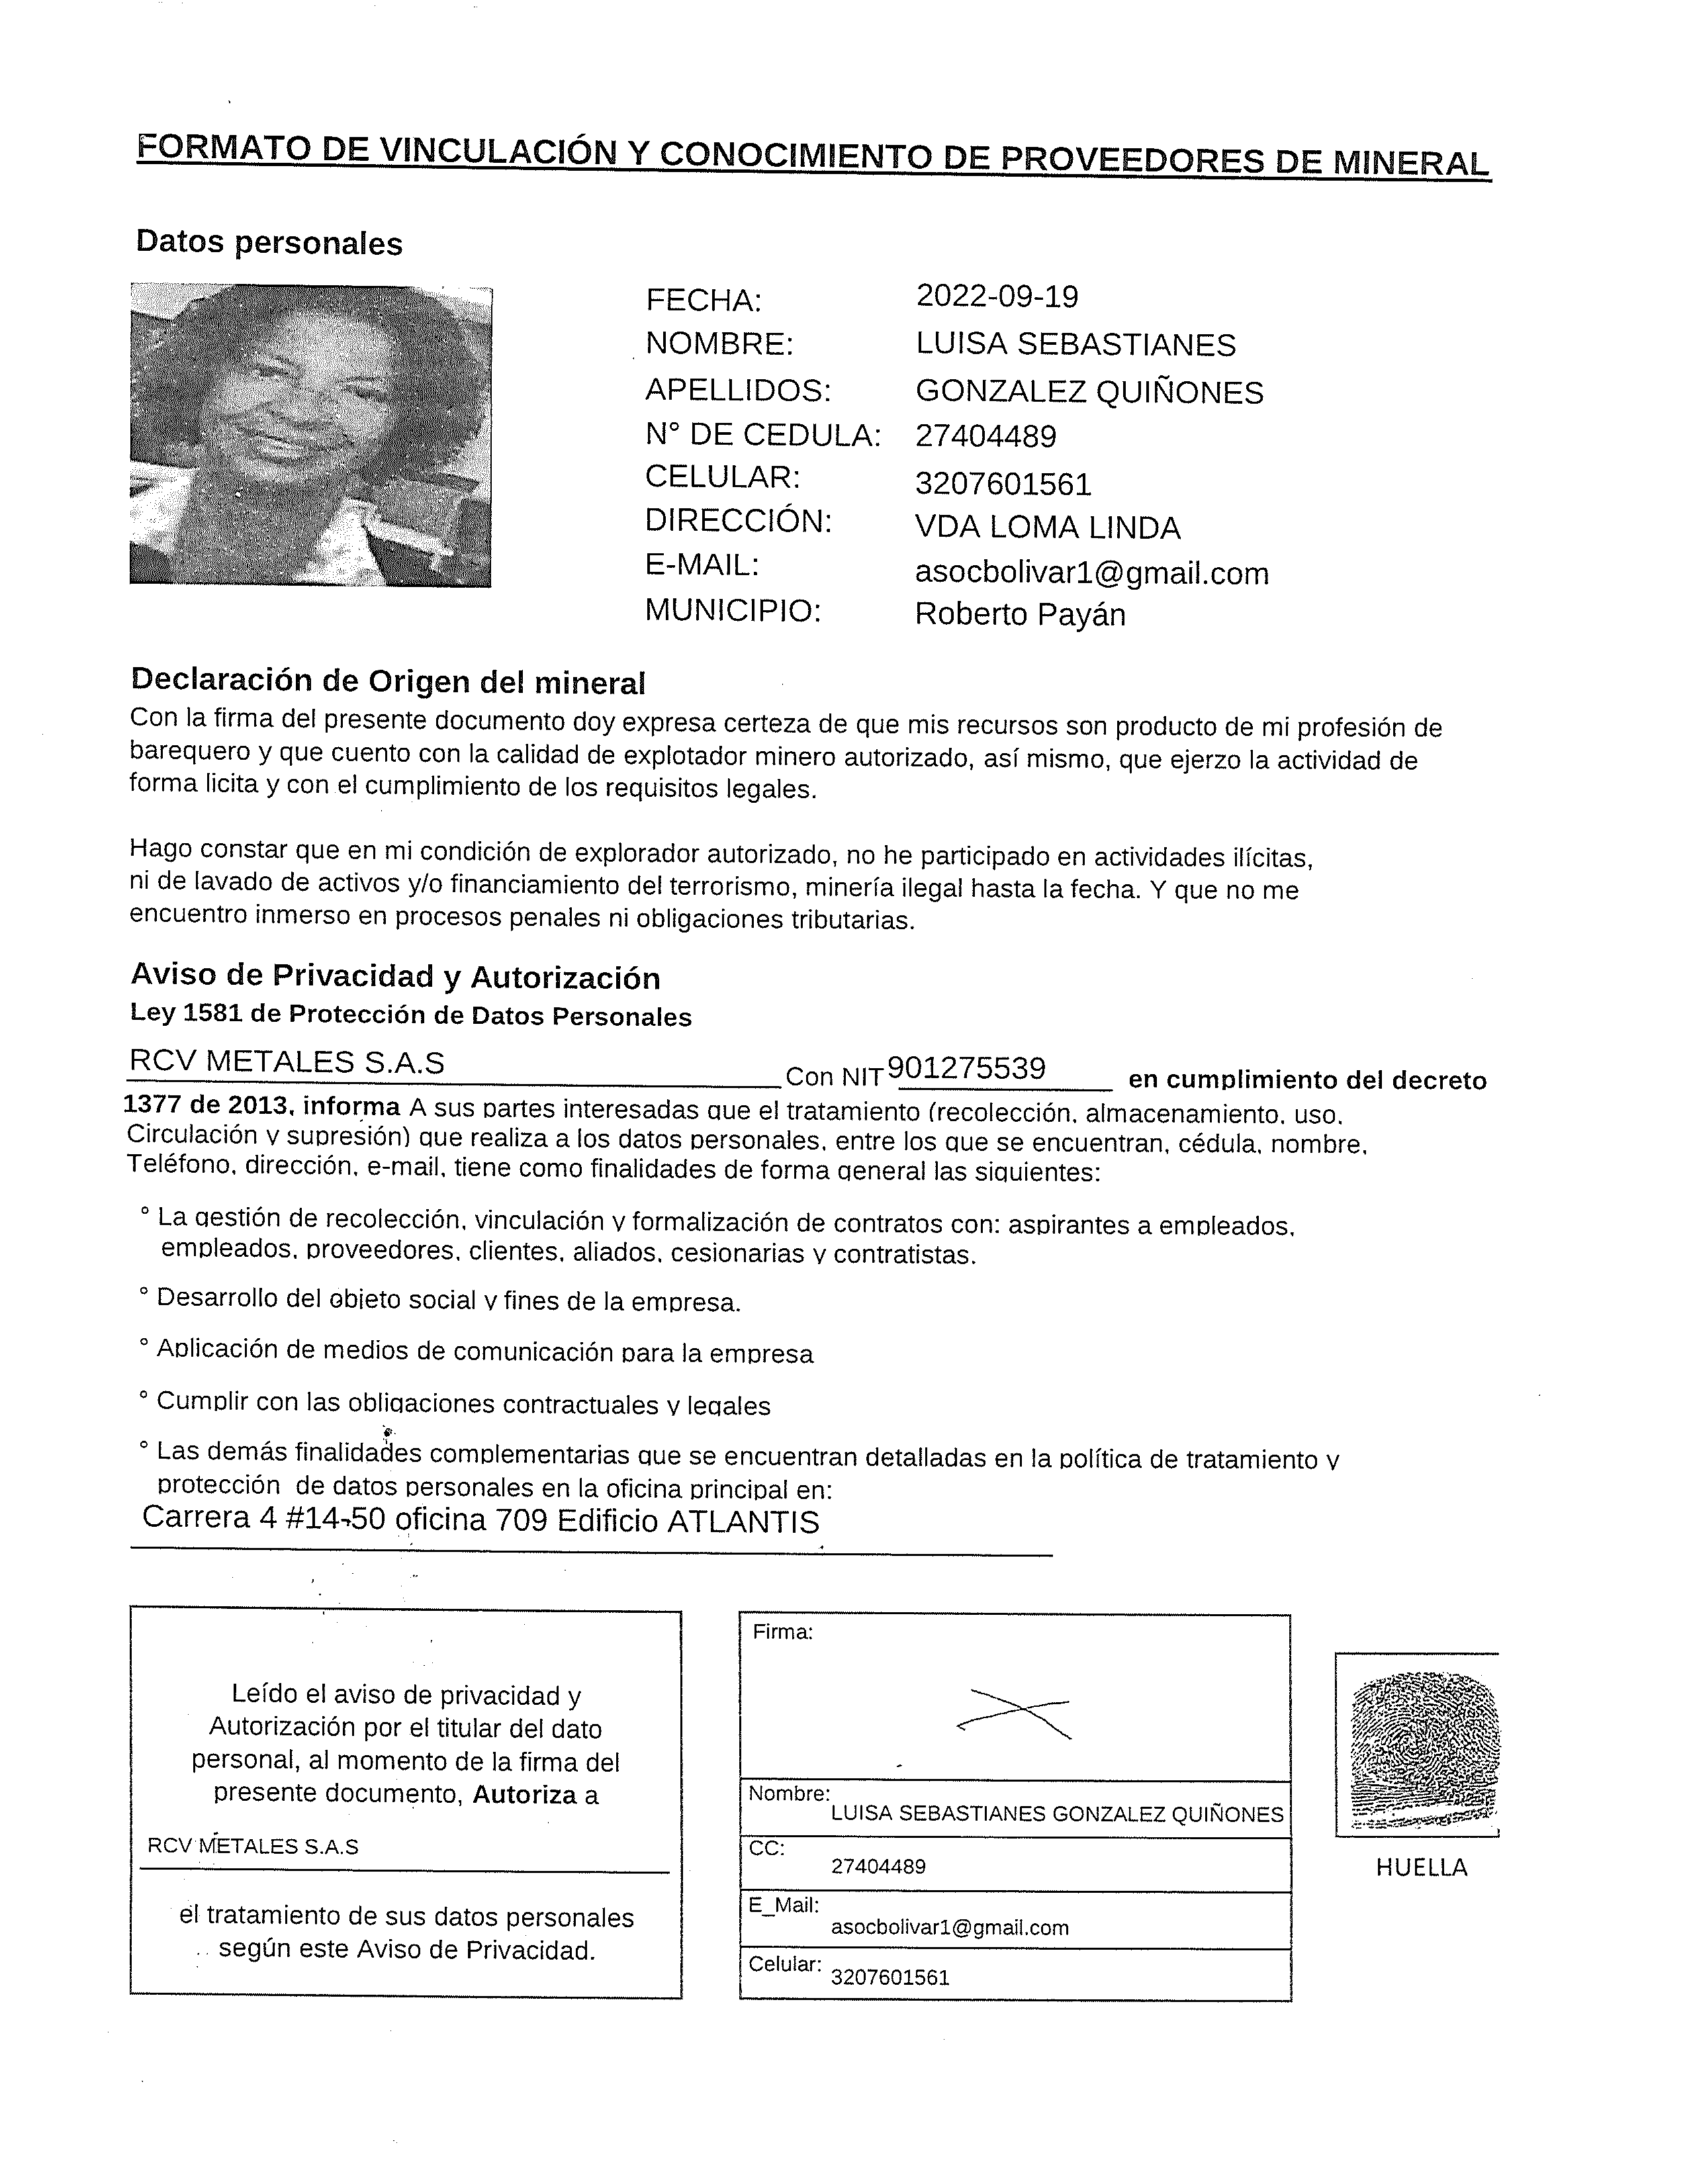 FORMATO DE VINCULACIÓN Y CONOCIMIENTO DE PROVEEDORES DE MINERAL
Datos personales
FECHA: 2022-09-19
NOMBRE: LUISA SEBASTIANES
APELLIDOS: GONZALEZ QUIÑONES
N° DE CEDULA: 27404489
CELULAR: 3207601561
DIRECCIÓN: VDA LOMA LINDA
E-MAIL: asocbolivar1@gmail.com
MUNICIPIO: Roberto Payán
Declaración de Origen del mineral
Con la firma del presente documento doy expresa certeza de que mis recursos son producto de mi profesión de
barequero y que cuento con la calidad de explotador minero autorizado, así mismo, que ejerzo la actividad de
forma licita y con el cumplimiento de los requisitos legales.
Hago constar que en mi condición de explorador autorizado, no he participado en actividades ilícitas,
ni de lavado de activos y/o financiamiento del terrorismo, minería ilegal hasta la fecha. Y que no me
encuentro inmerso en procesos penales ni obligaciones tributarias.
Aviso de Privacidad y Autorización
Ley 1581 de Protección de Datos Personales
RCV METALES S.A.S Con NIT 901275539 en cumplimiento del decreto
1377 de 2013, informa A sus partes interesadas que el tratamiento (recolección, almacenamiento, uso,
Circulación y supresión) que realiza a los datos personales, entre los que se encuentran, cédula, nombre,
Teléfono, dirección, e-mail, tiene como finalidades de forma general las siguientes:
° La gestión de recolección, vinculación y formalización de contratos con: aspirantes a empleados,
empleados, proveedores, clientes, aliados, cesionarias y contratistas.
° Desarrollo del objeto social y fines de la empresa.
° Aplicación de medios de comunicación para la empresa
° Cumplir con las obligaciones contractuales y legales
° Las demás finalidades complementarias que se encuentran detalladas en la política de tratamiento y
protección de datos personales en la oficina principal en:
Carrera 4 #14-50 oficina 709 Edificio ATLANTIS
Leído el aviso de privacidad y
Autorización por el titular del dato
personal, al momento de la firma del
presente documento, Autoriza a
RCV METALES S.A.S
el tratamiento de sus datos personales
según este Aviso de Privacidad.
Firma:
Nombre:
LUISA SEBASTIANES GONZALEZ QUIÑONES
CC:
27404489
E_Mail:
asocbolivar1@gmail.com
Celular: 3207601561
HUELLA